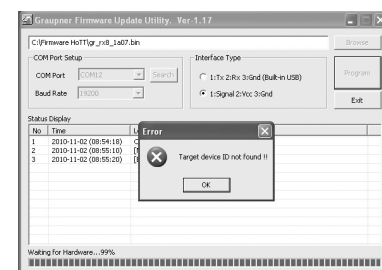 Graupner Firmware Update Utility. Ver-1.17
C:\Firmware HoTT\gr_rx8_1a07.bin
Browse
COM Port Setup
Interface Type
COM Port COM12 Search
1:Tx 2:Rx 3:Gnd (Built-in USB)
Program
Baud Rate 19200
1:Signal 2:Vcc 3:Gnd
Exit
Status Display
No Time
1 2010-11-02 (08:54:18)
2 2010-11-02 (08:55:10)
3 2010-11-02 (08:55:20)
Error
Target device ID not found !!
OK
Waiting for Hardware...99%